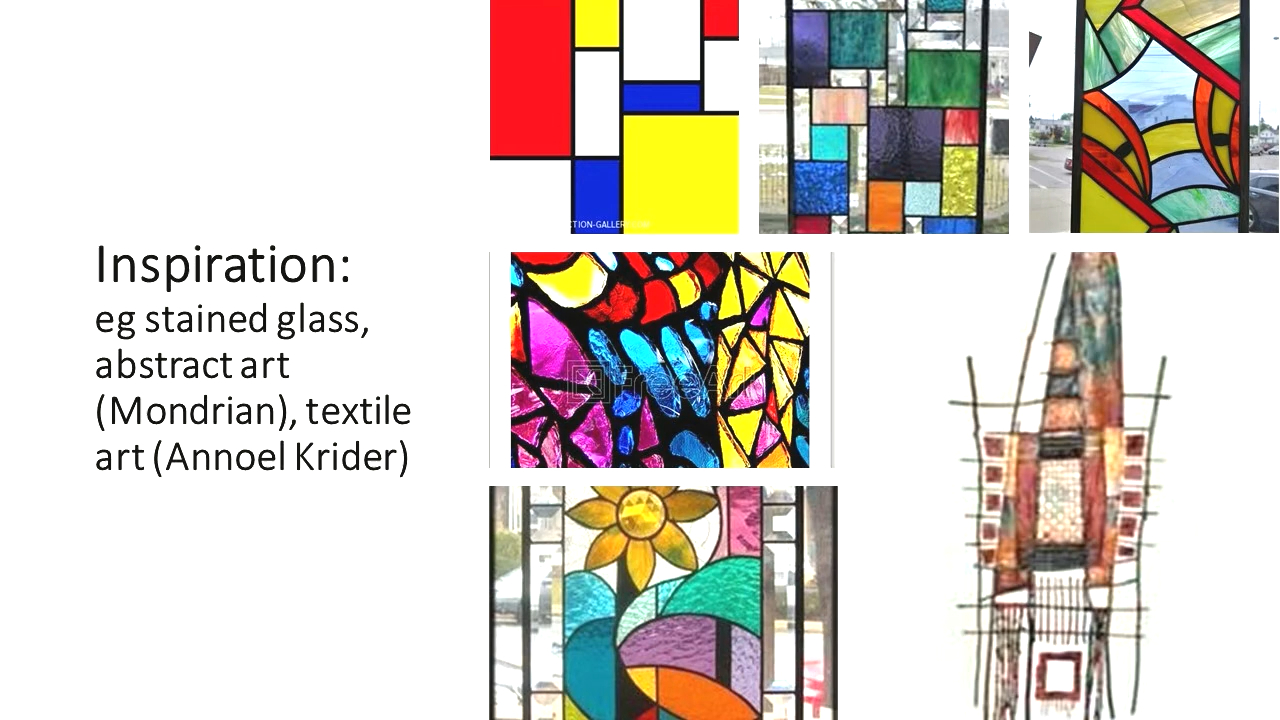 Inspiration:
eg stained glass,
abstract art
(Mondrian), textile
art (Annoel Krider)